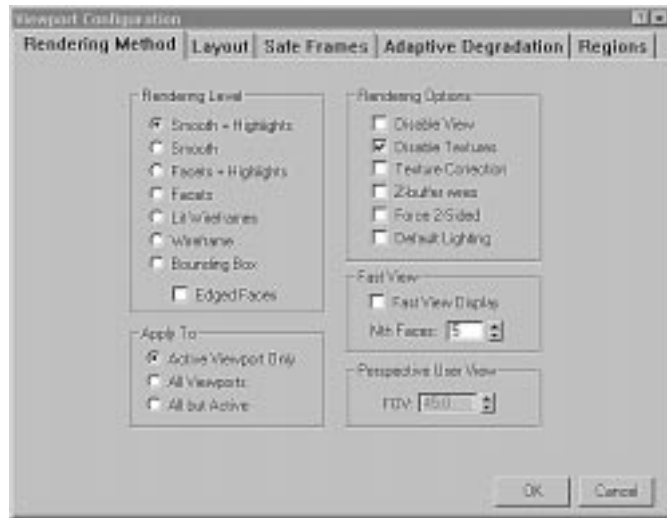 Viewport Configuration
Rendering Method
Layout
Safe Frames
Adaptive Degradation
Regions
Rendering Level
Smooth + Highlights
Smooth
Facets + Highlights
Facets
Lit Wireframes
Wireframe
Bounding Box
Edged Faces
Apply To
Active Viewport Only
All Viewports
All but Active
Rendering Options
Disable View
Disable Textures
Texture Correction
Z-buffer wires
Force 2-Sided
Default Lighting
Fast View
Fast View Display
Nth Faces: 5
Perspective User View
FOV: 45.0
OK
Cancel